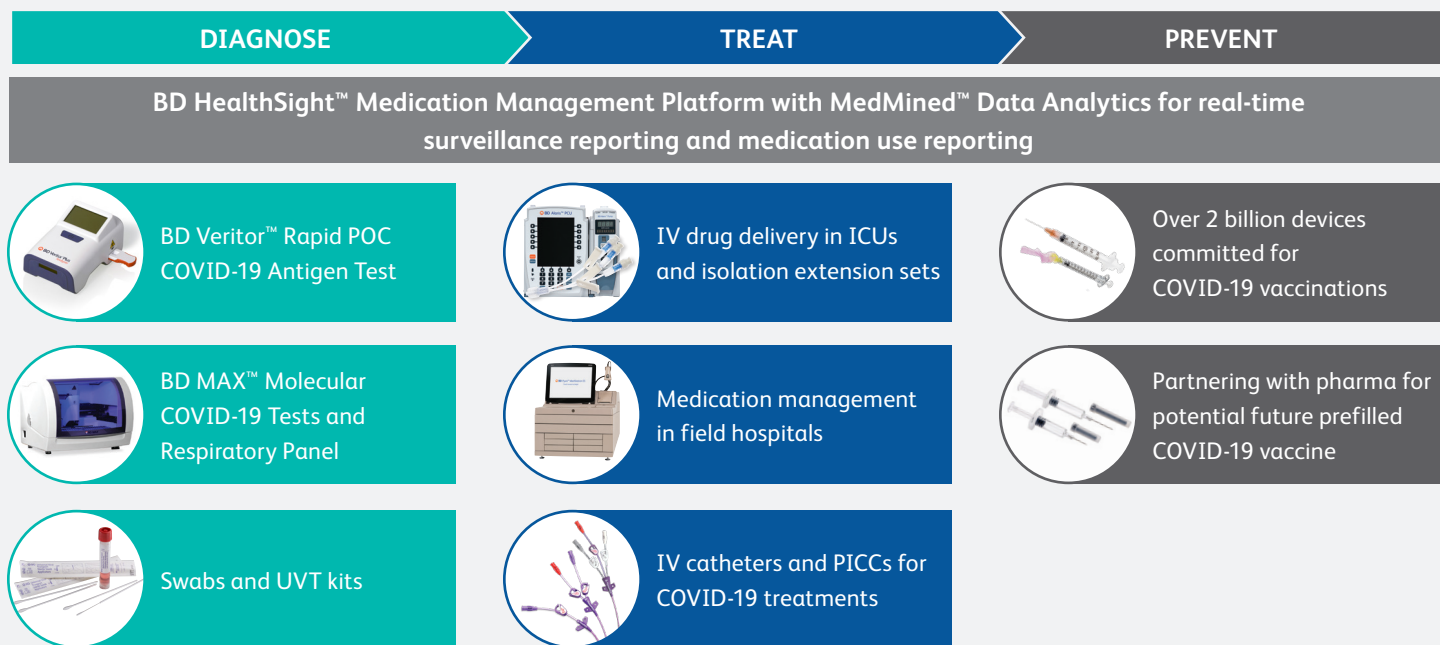 DIAGNOSE
TREAT
PREVENT
BD HealthSight™ Medication Management Platform with MedMined™ Data Analytics for real-time
surveillance reporting and medication use reporting
BD Veritor™ Rapid POC
COVID-19 Antigen Test
BD MAX™ Molecular
COVID-19 Tests and
Respiratory Panel
Swabs and UVT kits
IV drug delivery in ICUs
and isolation extension sets
Medication management
in field hospitals
IV catheters and PICCs for
COVID-19 treatments
Over 2 billion devices
committed for
COVID-19 vaccinations
Partnering with pharma for
potential future prefilled
COVID-19 vaccine